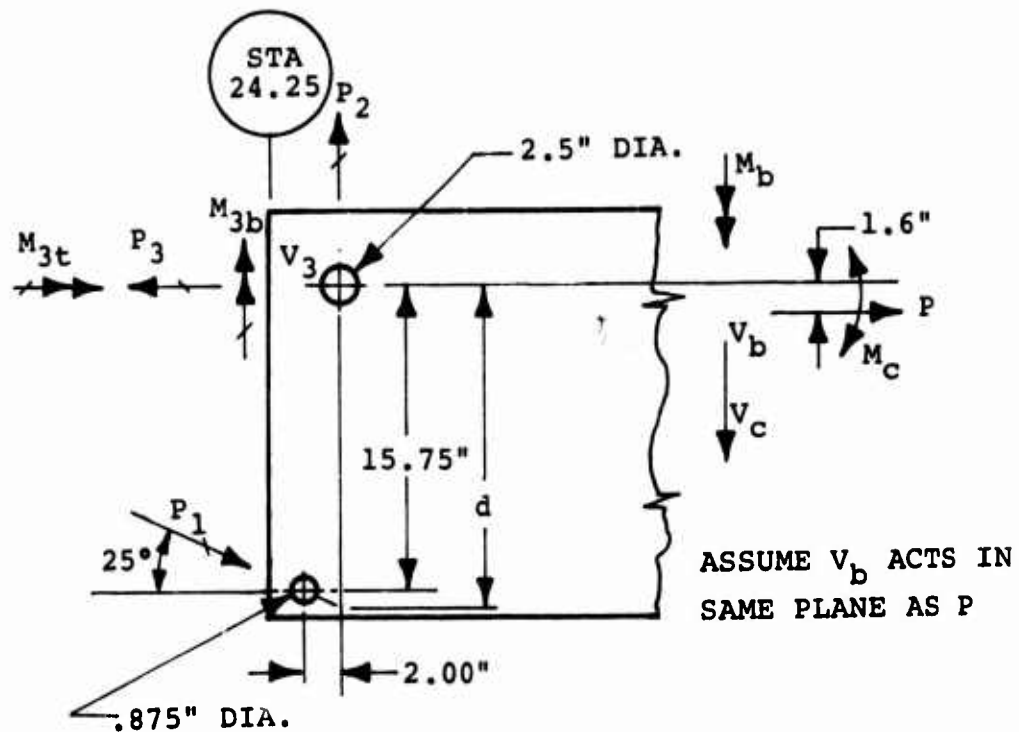 STA
24.25
P2
2.5" DIA.
Mb
M3b
1.6"
M3t
P3
V3
P
Vb
Mc
Vc
15.75"
d
P1
25°
ASSUME Vb ACTS IN
SAME PLANE AS P
2.00"
.875" DIA.